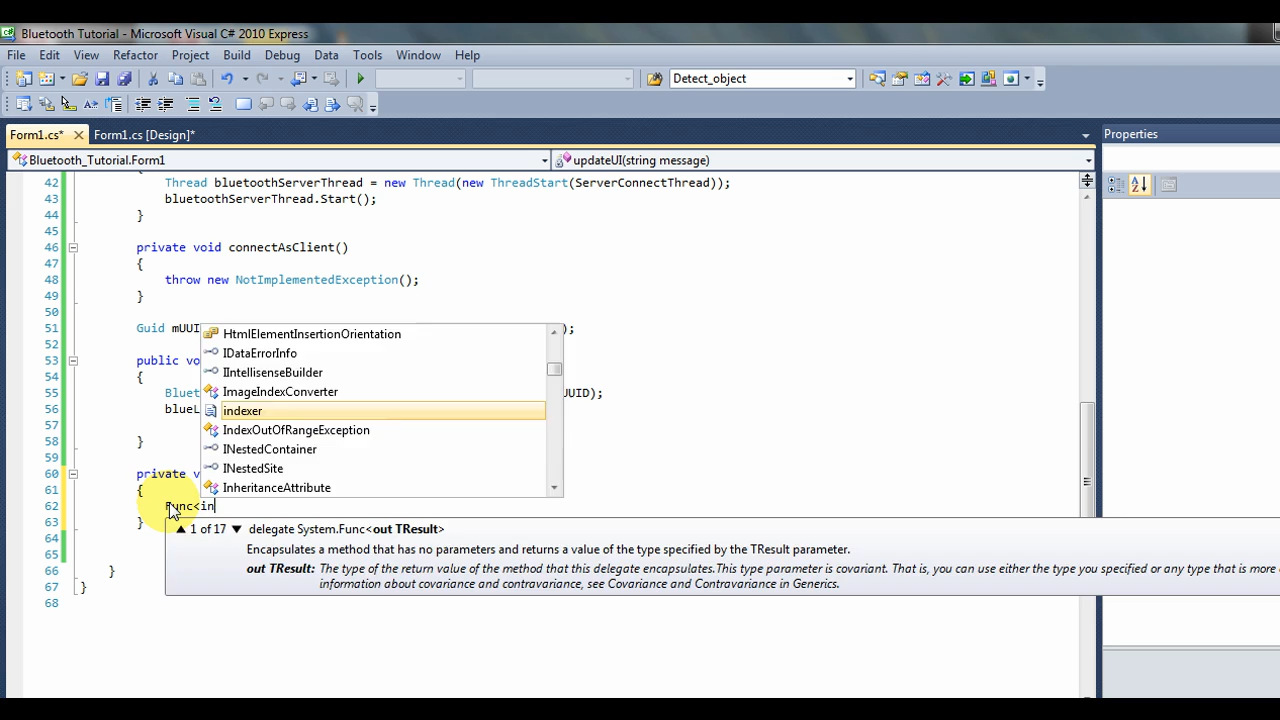 Bluetooth Tutorial - Microsoft Visual C# 2010 Express
File Edit View Refactor Project Build Debug Data Tools Window Help
Detect_object
Form1.cs* Form1.cs [Design]*
Properties
Bluetooth_Tutorial.Form1 updateUI(string message)
42 Thread bluetoothServerThread = new Thread(new ThreadStart(ServerConnectThread));
43 bluetoothServerThread.Start();
44 }
45
46 private void connectAsClient()
47 {
48 throw new NotImplementedException();
49 }
50
51 Guid mUUI );
52
53 public vo
54 {
55 Bluet UUID);
56 blueL
57
58 }
59
60 private v
61 {
62 Func<in
63 }
64
65
66 }
67 }
68
HtmlElementInsertionOrientation
IDataErrorInfo
IIntellisenseBuilder
ImageIndexConverter
indexer
IndexOutOfRangeException
INestedContainer
INestedSite
InheritanceAttribute
1 of 17 delegate System.Func<out TResult>
Encapsulates a method that has no parameters and returns a value of the type specified by the TResult parameter.
out TResult: The type of the return value of the method that this delegate encapsulates.This type parameter is covariant. That is, you can use either the type you specified or any type that is more
information about covariance and contravariance, see Covariance and Contravariance in Generics.